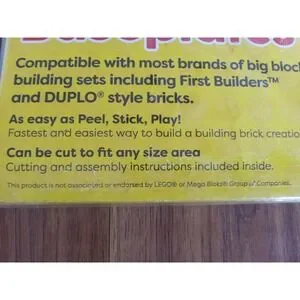 Baseplates
Compatible with most brands of big block
building sets including First Builders™
and DUPLO® style bricks.
As easy as Peel, Stick, Play!
Fastest and easiest way to build a building brick creatio
Can be cut to fit any size area
Cutting and assembly instructions included inside.
This product is not associated or endorsed by LEGO® or Mega Bloks® Group of Companies.